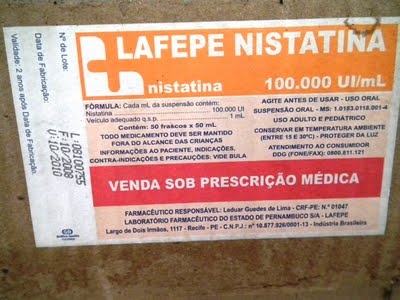 LAFEPE NISTATINA
nistatina
100.000 UI/mL
FÓRMULA: Cada mL da suspensão contém:
Nistatina 100.000 UI
Veículo adequado q.s.p. 1 mL
Contém: 50 frascos x 50 mL
TODO MEDICAMENTO DEVE SER MANTIDO
FORA DO ALCANCE DAS CRIANÇAS
INFORMAÇÕES AO PACIENTE, INDICAÇÕES,
CONTRA-INDICAÇÕES E PRECAUÇÕES: VIDE BULA
AGITE ANTES DE USAR - USO ORAL
SUSPENSÃO ORAL - MS: 1.0183.0118.001-4
USO ADULTO E PEDIÁTRICO
CONSERVAR EM TEMPERATURA AMBIENTE
(ENTRE 15 E 30ºC) - PROTEGER DA LUZ
ATENDIMENTO AO CONSUMIDOR
DDG (FONE/FAX): 0800.811.121
VENDA SOB PRESCRIÇÃO MÉDICA
FARMACÊUTICO RESPONSÁVEL: Leduar Guedes de Lima - CRF-PE: N.º 01047
LABORATÓRIO FARMACÊUTICO DO ESTADO DE PERNAMBUCO S/A - LAFEPE
Largo de Dois Irmãos, 1117 - Recife - PE - C.N.P.J: nº 10.877.926/0001-13 - Indústria Brasileira
Nº de Lote:
Data de Fabricação:
Validade: 2 anos após Data de Fabricação.
F:10/2008
V:10/2010